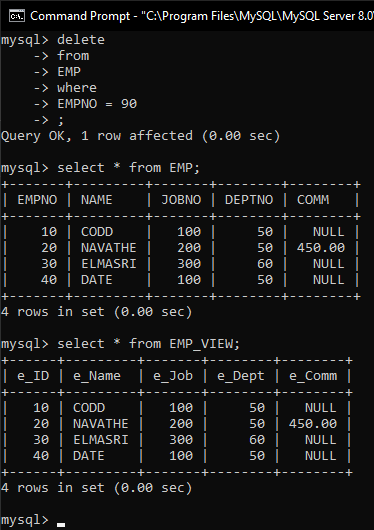 Command Prompt - "C:\Program Files\MySQL\MySQL Server 8.0
mysql> delete
    -> from
    -> EMP
    -> where
    -> EMPNO = 90
    -> ;
Query OK, 1 row affected (0.00 sec)

mysql> select * from EMP;
+-------+---------+-------+--------+--------+
| EMPNO | NAME    | JOBNO | DEPTNO | COMM   |
+-------+---------+-------+--------+--------+
|    10 | CODD    |   100 |     50 |   NULL |
|    20 | NAVATHE |   200 |     50 | 450.00 |
|    30 | ELMASRI |   300 |     60 |   NULL |
|    40 | DATE    |   100 |     50 |   NULL |
+-------+---------+-------+--------+--------+
4 rows in set (0.00 sec)

mysql> select * from EMP_VIEW;
+------+---------+-------+--------+--------+
| e_ID | e_Name  | e_Job | e_Dept | e_Comm |
+------+---------+-------+--------+--------+
|   10 | CODD    |   100 |     50 |   NULL |
|   20 | NAVATHE |   200 |     50 | 450.00 |
|   30 | ELMASRI |   300 |     60 |   NULL |
|   40 | DATE    |   100 |     50 |   NULL |
+------+---------+-------+--------+--------+
4 rows in set (0.00 sec)

mysql> _